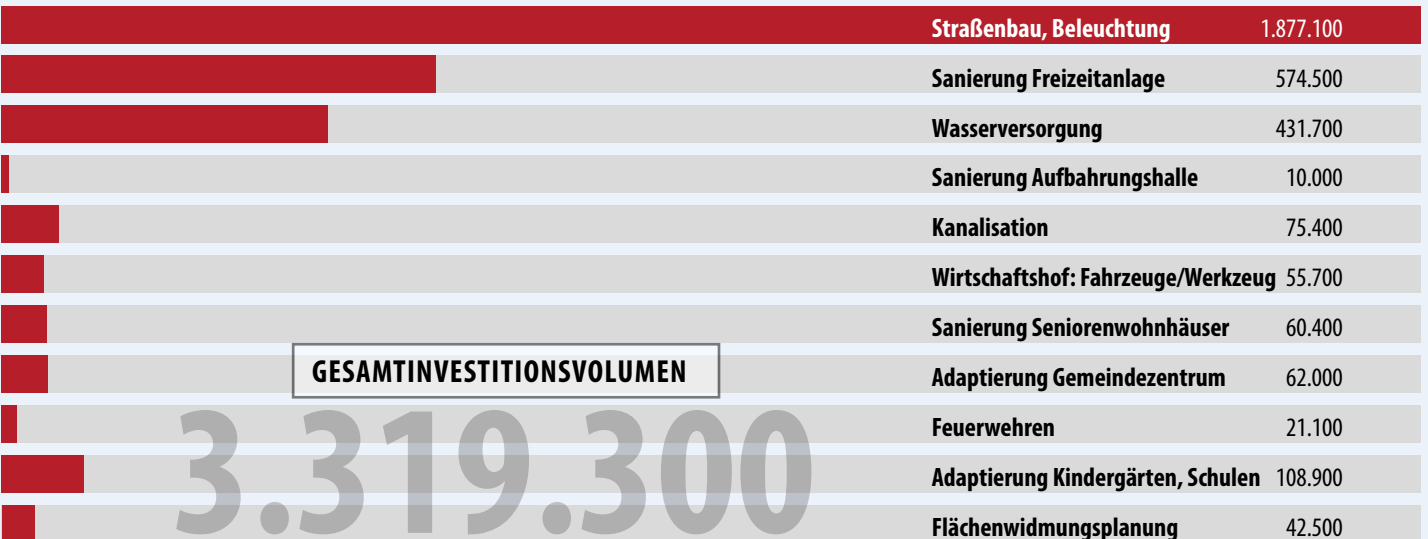 Straßenbau, Beleuchtung 1.877.100
Sanierung Freizeitanlage 574.500
Wasserversorgung 431.700
Sanierung Aufbahrungshalle 10.000
Kanalisation 75.400
Wirtschaftshof: Fahrzeuge/Werkzeug 55.700
Sanierung Seniorenwohnhäuser 60.400
GESAMTINVESTITIONSVOLUMEN
Adaptierung Gemeindezentrum 62.000
3.319.300
Feuerwehren 21.100
Adaptierung Kindergärten, Schulen 108.900
Flächenwidmungsplanung 42.500